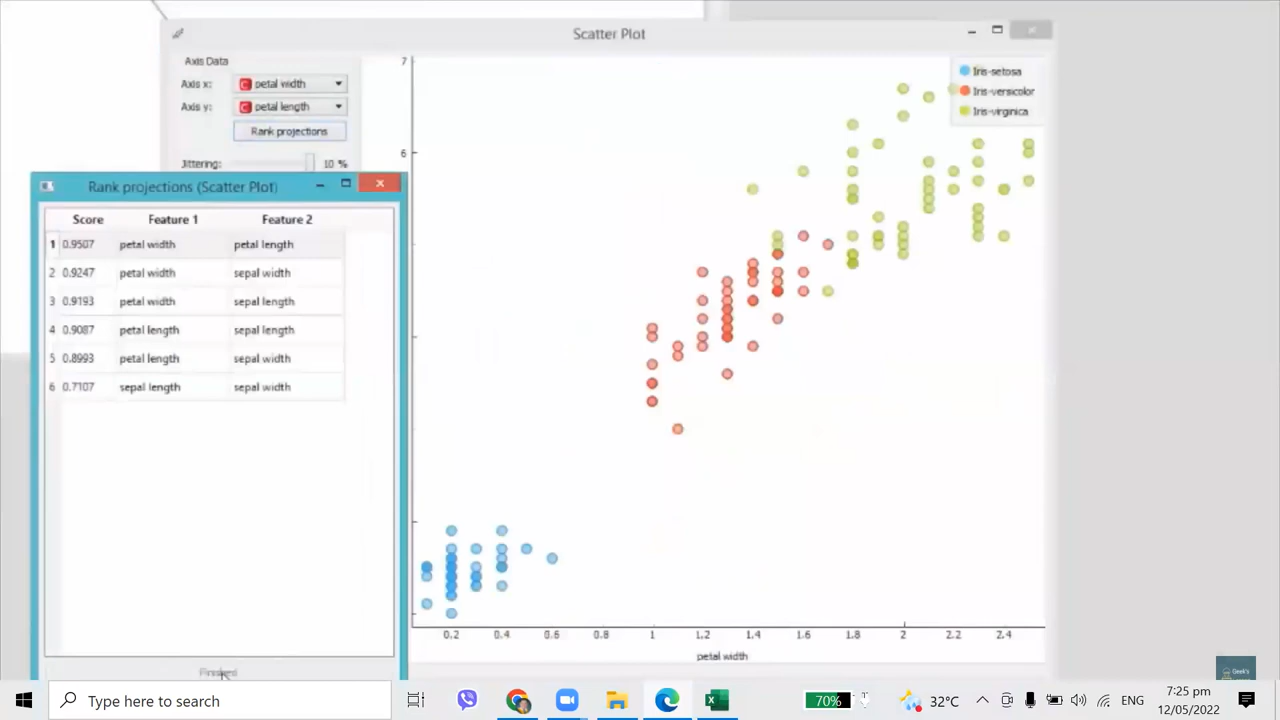 Scatter Plot
Axis Data
Axis x: petal width
Axis y: petal length
Rank projections
Jittering: 10 %
Iris-setosa
Iris-versicolor
Iris-virginica
7
6
Rank projections (Scatter Plot)
Score Feature 1 Feature 2
1 0.9507 petal width petal length
2 0.9247 petal width sepal width
3 0.9193 petal width sepal length
4 0.9087 petal length sepal length
5 0.8993 petal length sepal width
6 0.7107 sepal length sepal width
Finished
0.2 0.4 0.6 0.8 1 1.2 1.4 1.6 1.8 2 2.2 2.4
petal width
Geek's
Type here to search
70%
32°C
ENG
7:25 pm
12/05/2022